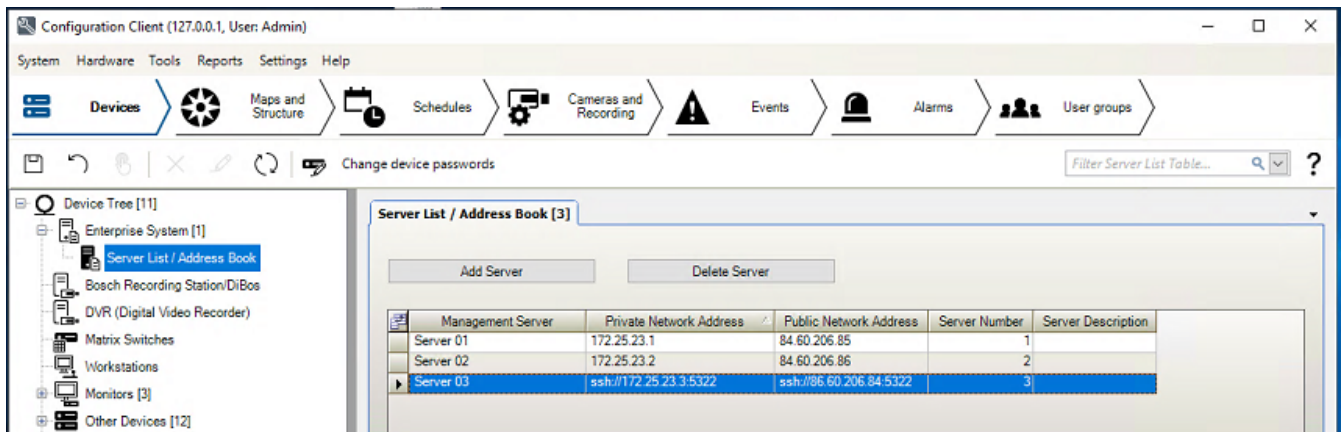 Configuration Client (127.0.0.1, User: Admin)
System Hardware Tools Reports Settings Help
Devices
Maps and
Structure
Schedules
Cameras and
Recording
Events
Alarms
User groups
Change device passwords
Filter Server List Table...
?
Device Tree [11]
Enterprise System [1]
Server List / Address Book
Bosch Recording Station/DiBos
DVR (Digital Video Recorder)
Matrix Switches
Workstations
Monitors [3]
Other Devices [12]
Server List / Address Book [3]
Add Server Delete Server
Management Server Private Network Address Public Network Address Server Number Server Description
Server 01 172.25.23.1 84.60.206.85 1
Server 02 172.25.23.2 84.60.206.86 2
Server 03 ssh://172.25.23.3:5322 ssh://86.60.206.84:5322 3